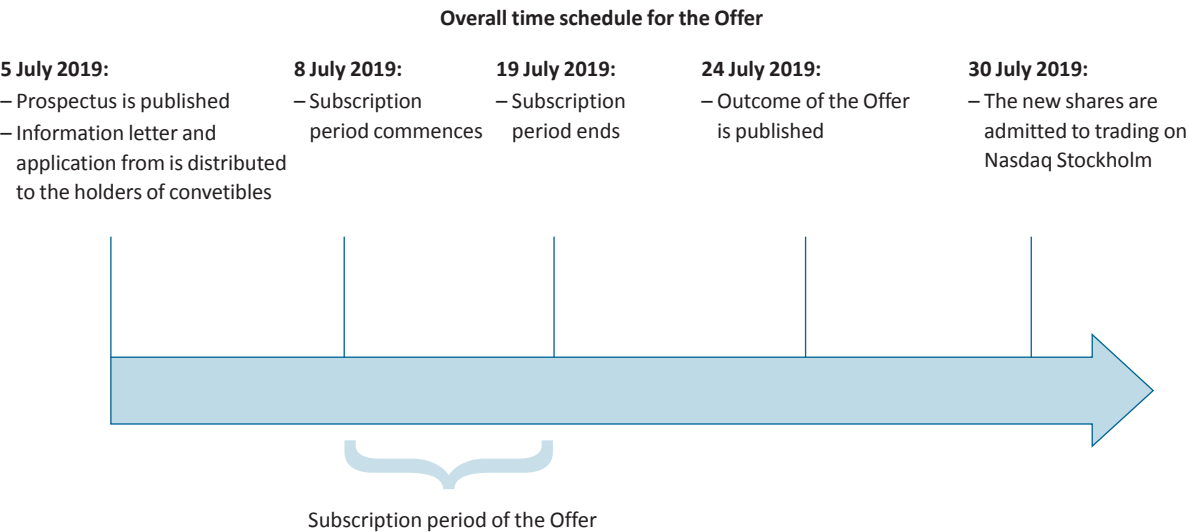 Overall time schedule for the Offer
5 July 2019:
– Prospectus is published
– Information letter and
application from is distributed
to the holders of convetibles
8 July 2019:
– Subscription
period commences
19 July 2019:
– Subscription
period ends
24 July 2019:
– Outcome of the Offer
is published
30 July 2019:
– The new shares are
admitted to trading on
Nasdaq Stockholm
Subscription period of the Offer